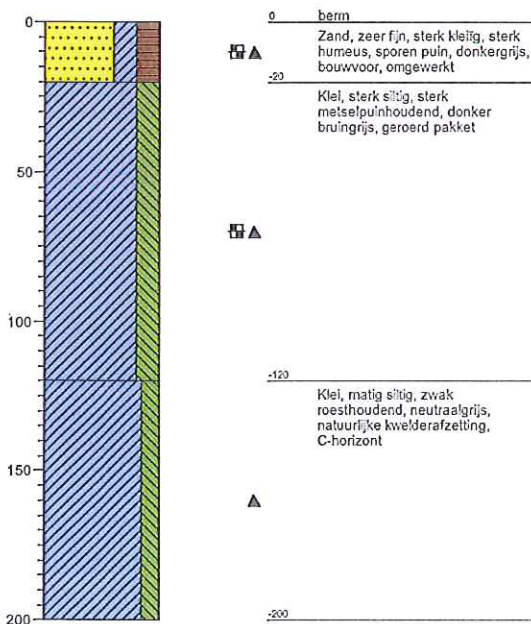 0
0 berm
Zand, zeer fijn, sterk kleiïg, sterk
humeus, sporen puin, donkergrijs,
bouwvoor, omgewerkt
-20
Klei, sterk siltig, sterk
metselpuinhoudend, donker
bruingrijs, geroerd pakket
50
100
-120
Klei, matig siltig, zwak
roesthoudend, neutraalgrijs,
natuurlijke kwelderafzetting,
C-horizont
150
200
-200